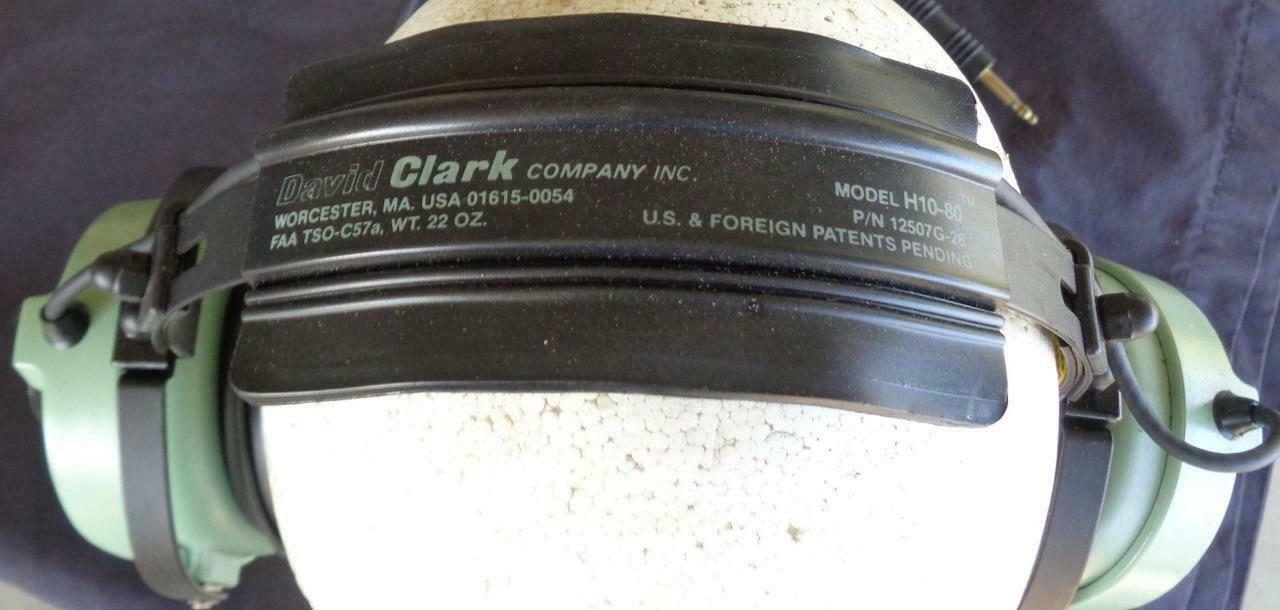 David Clark COMPANY INC.
WORCESTER, MA. USA 01615-0054
FAA TSO-C57a, WT. 22 OZ.
MODEL H10-80™
P/N 12507G-28
U.S. & FOREIGN PATENTS PENDING